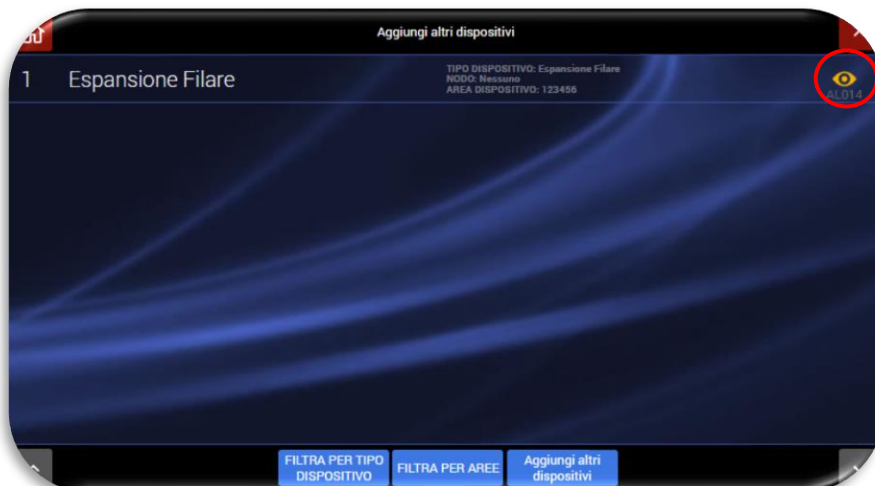 Aggiungi altri dispositivi
1 Espansione Filare
TIPO DISPOSITIVO: Espansione Filare
NODO: Nessuno
AREA DISPOSITIVO: 123456
AL014
FILTRA PER TIPO
DISPOSITIVO
FILTRA PER AREE
Aggiungi altri
dispositivi